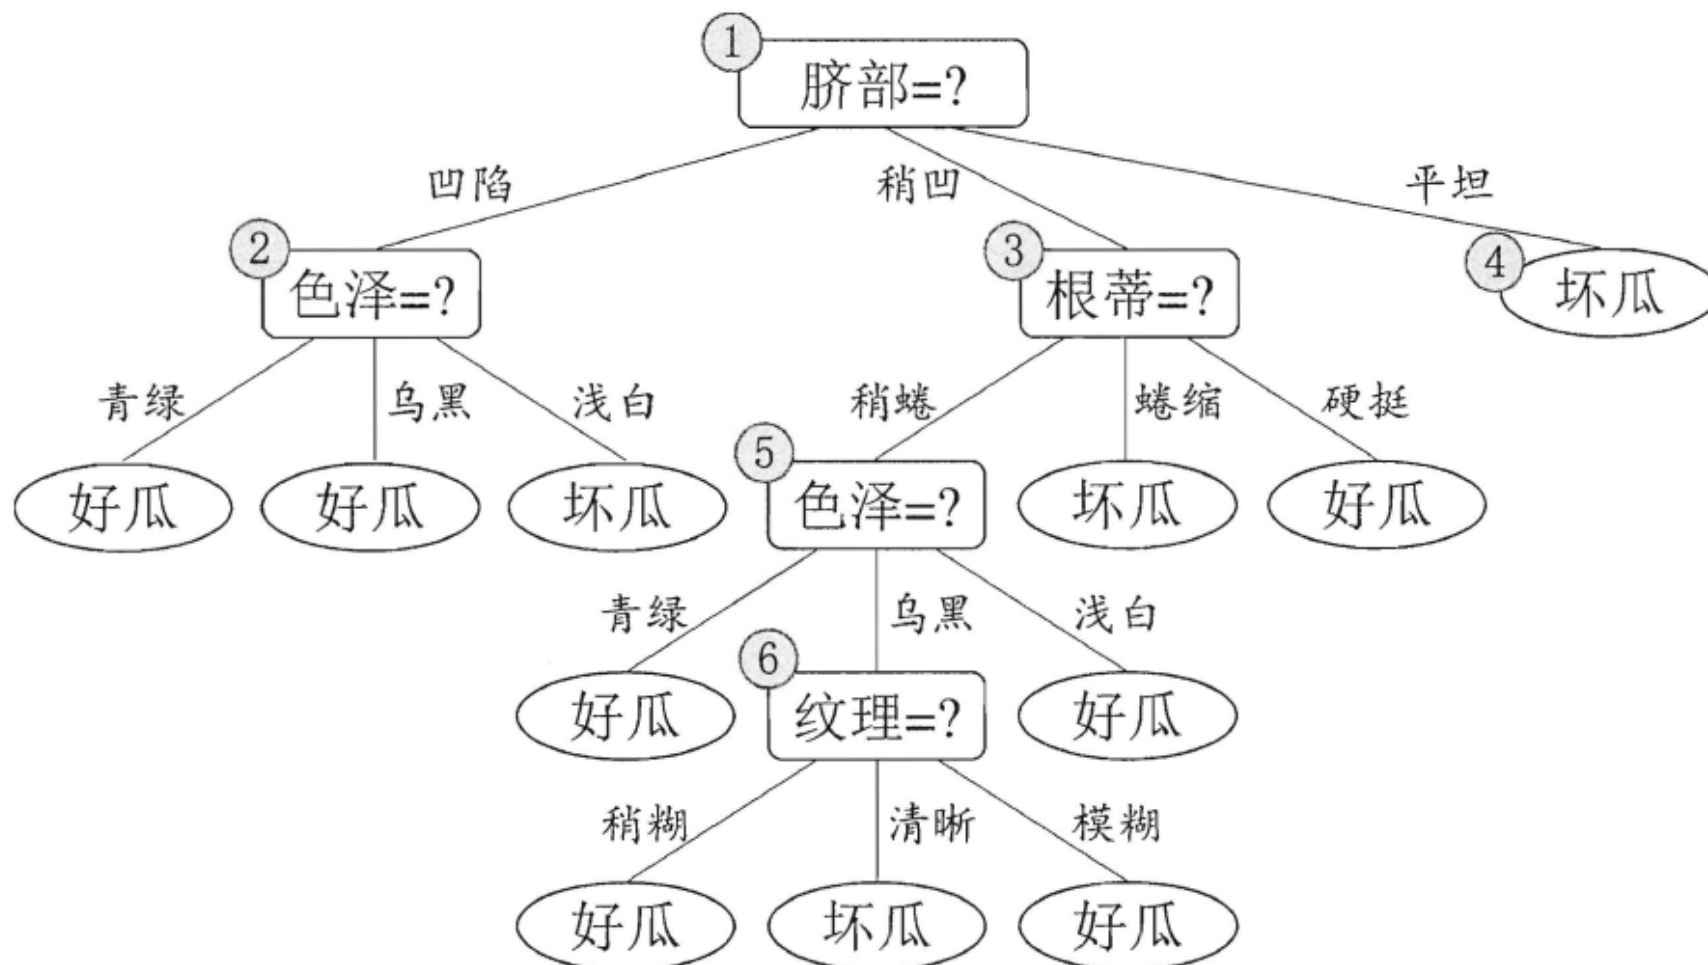 1
脐部=?
凹陷
稍凹
平坦
2
色泽=?
3
根蒂=?
4
坏瓜
青绿
乌黑
浅白
稍蜷
蜷缩
硬挺
好瓜
好瓜
坏瓜
5
色泽=?
坏瓜
好瓜
青绿
乌黑
浅白
好瓜
6
纹理=?
好瓜
稍糊
清晰
模糊
好瓜
坏瓜
好瓜